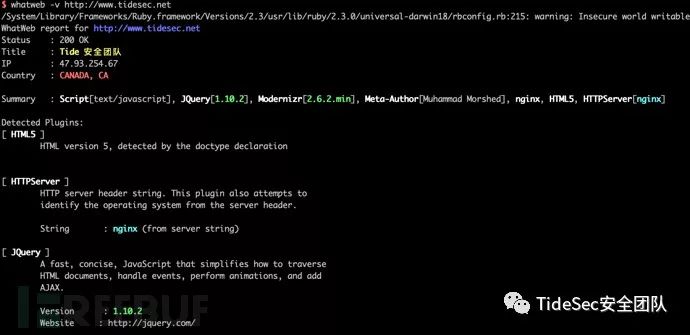 $ whatweb -v http://www.tidesec.net
/System/Library/Frameworks/Ruby.framework/Versions/2.3/usr/lib/ruby/2.3.0/universal-darwin18/rbconfig.rb:215: warning: Insecure world writable
WhatWeb report for http://www.tidesec.net
Status : 200 OK
Title : Tide 安全团队
IP : 47.93.254.67
Country : CANADA, CA
Summary : Script[text/javascript], JQuery[1.10.2], Modernizr[2.6.2.min], Meta-Author[Muhammad Morshed], nginx, HTML5, HTTPServer[nginx]
Detected Plugins:
[ HTML5 ]
HTML version 5, detected by the doctype declaration
[ HTTPServer ]
HTTP server header string. This plugin also attempts to
identify the operating system from the server header.
String : nginx (from server string)
[ JQuery ]
A fast, concise, JavaScript that simplifies how to traverse
HTML documents, handle events, perform animations, and add
AJAX.
Version : 1.10.2
Website : http://jquery.com/
FREEBUF
TideSec安全团队